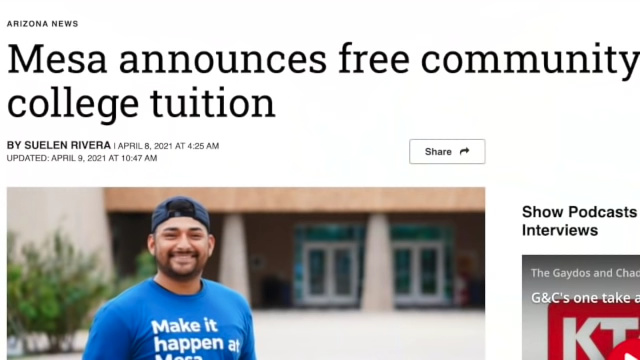 ARIZONA NEWS
Mesa announces free community
college tuition
BY SUELEN RIVERA | APRIL 8, 2021 AT 4:25 AM
UPDATED: APRIL 9, 2021 AT 10:47 AM
Share
Show Podcasts
Interviews
The Gaydos and Chad
G&C's one take a
KT
Make it
happen at
Mesa